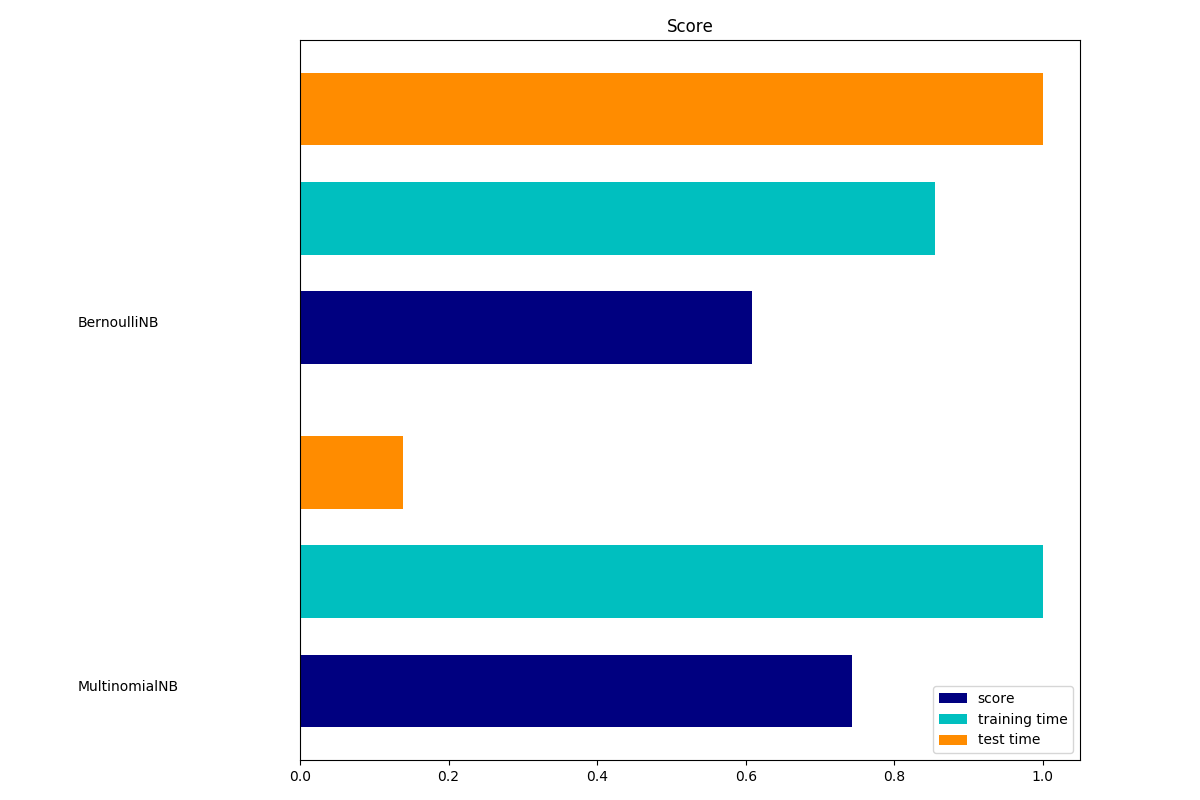 Score
BernoulliNB
MultinomialNB
score
training time
test time
0.0 0.2 0.4 0.6 0.8 1.0